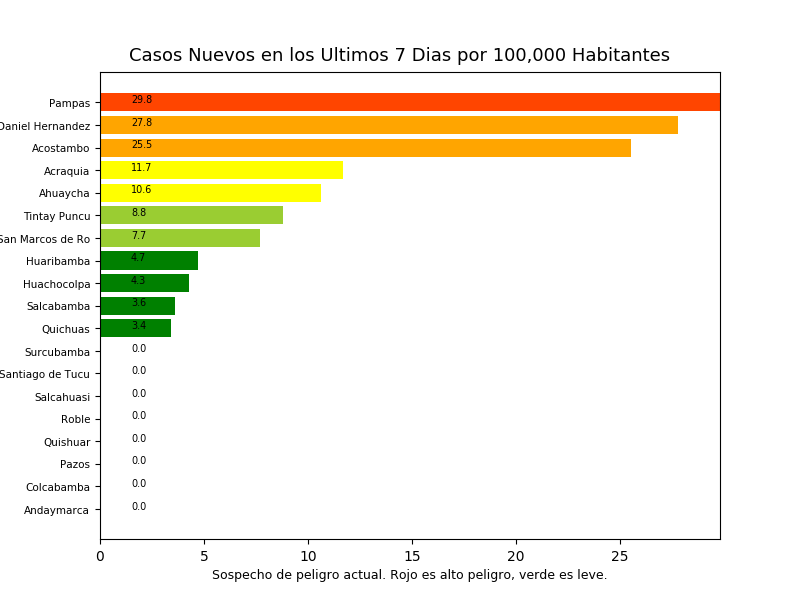 Casos Nuevos en los Ultimos 7 Dias por 100,000 Habitantes
Pampas 29.8
Daniel Hernandez 27.8
Acostambo 25.5
Acraquia 11.7
Ahuaycha 10.6
Tintay Puncu 8.8
San Marcos de Ro 7.7
Huaribamba 4.7
Huachocolpa 4.3
Salcabamba 3.6
Quichuas 3.4
Surcubamba 0.0
Santiago de Tucu 0.0
Salcahuasi 0.0
Roble 0.0
Quishuar 0.0
Pazos 0.0
Colcabamba 0.0
Andaymarca 0.0
0 5 10 15 20 25
Sospecho de peligro actual. Rojo es alto peligro, verde es leve.